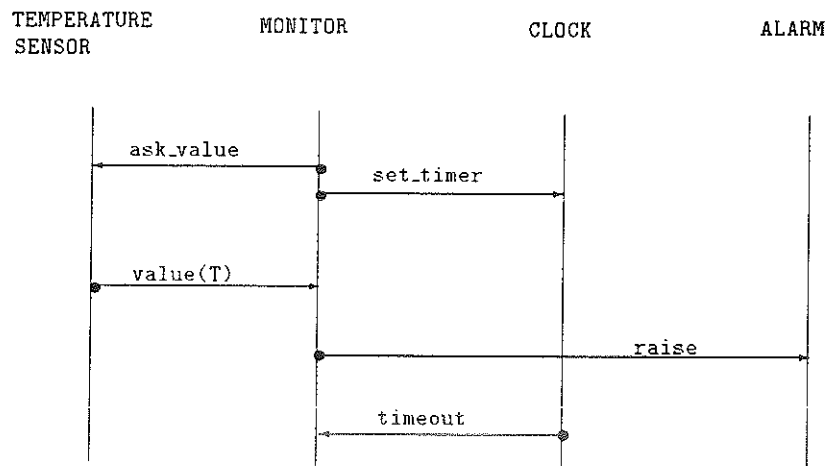 TEMPERATURE
SENSOR
MONITOR
CLOCK
ALARM
ask_value
set_timer
value(T)
raise
timeout